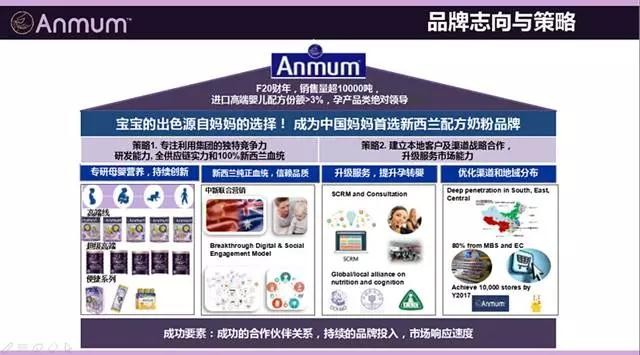 Anmum™
品牌志向与策略
Anmum™
F20财年，销售量超10000吨，
进口高端婴儿配方份额>3%，孕产品类绝对领导
宝宝的出色源自妈妈的选择！ 成为中国妈妈首选新西兰配方奶粉品牌
策略1. 专注利用集团的独特竞争力
研发能力, 全供应链实力和100%新西兰血统
策略2. 建立本地客户及渠道战略合作，
升级服务市场能力
专研母婴营养，持续创新
新西兰纯正血统，信赖品质
升级服务，提升孕转婴
优化渠道和地域分布
高端线
超级高端
便捷系列
中新联合营销
Breakthrough Digital & Social
Engagement Model
SCRM and Consultation
SCRM
Global/local alliance on
nutrition and cognition
Deep penetration in South, East,
Central
80% from MBS and EC
Achieve 10,000 stores by
Y2017
Anmum
成功要素：成功的合作伙伴关系，持续的品牌投入，市场响应速度